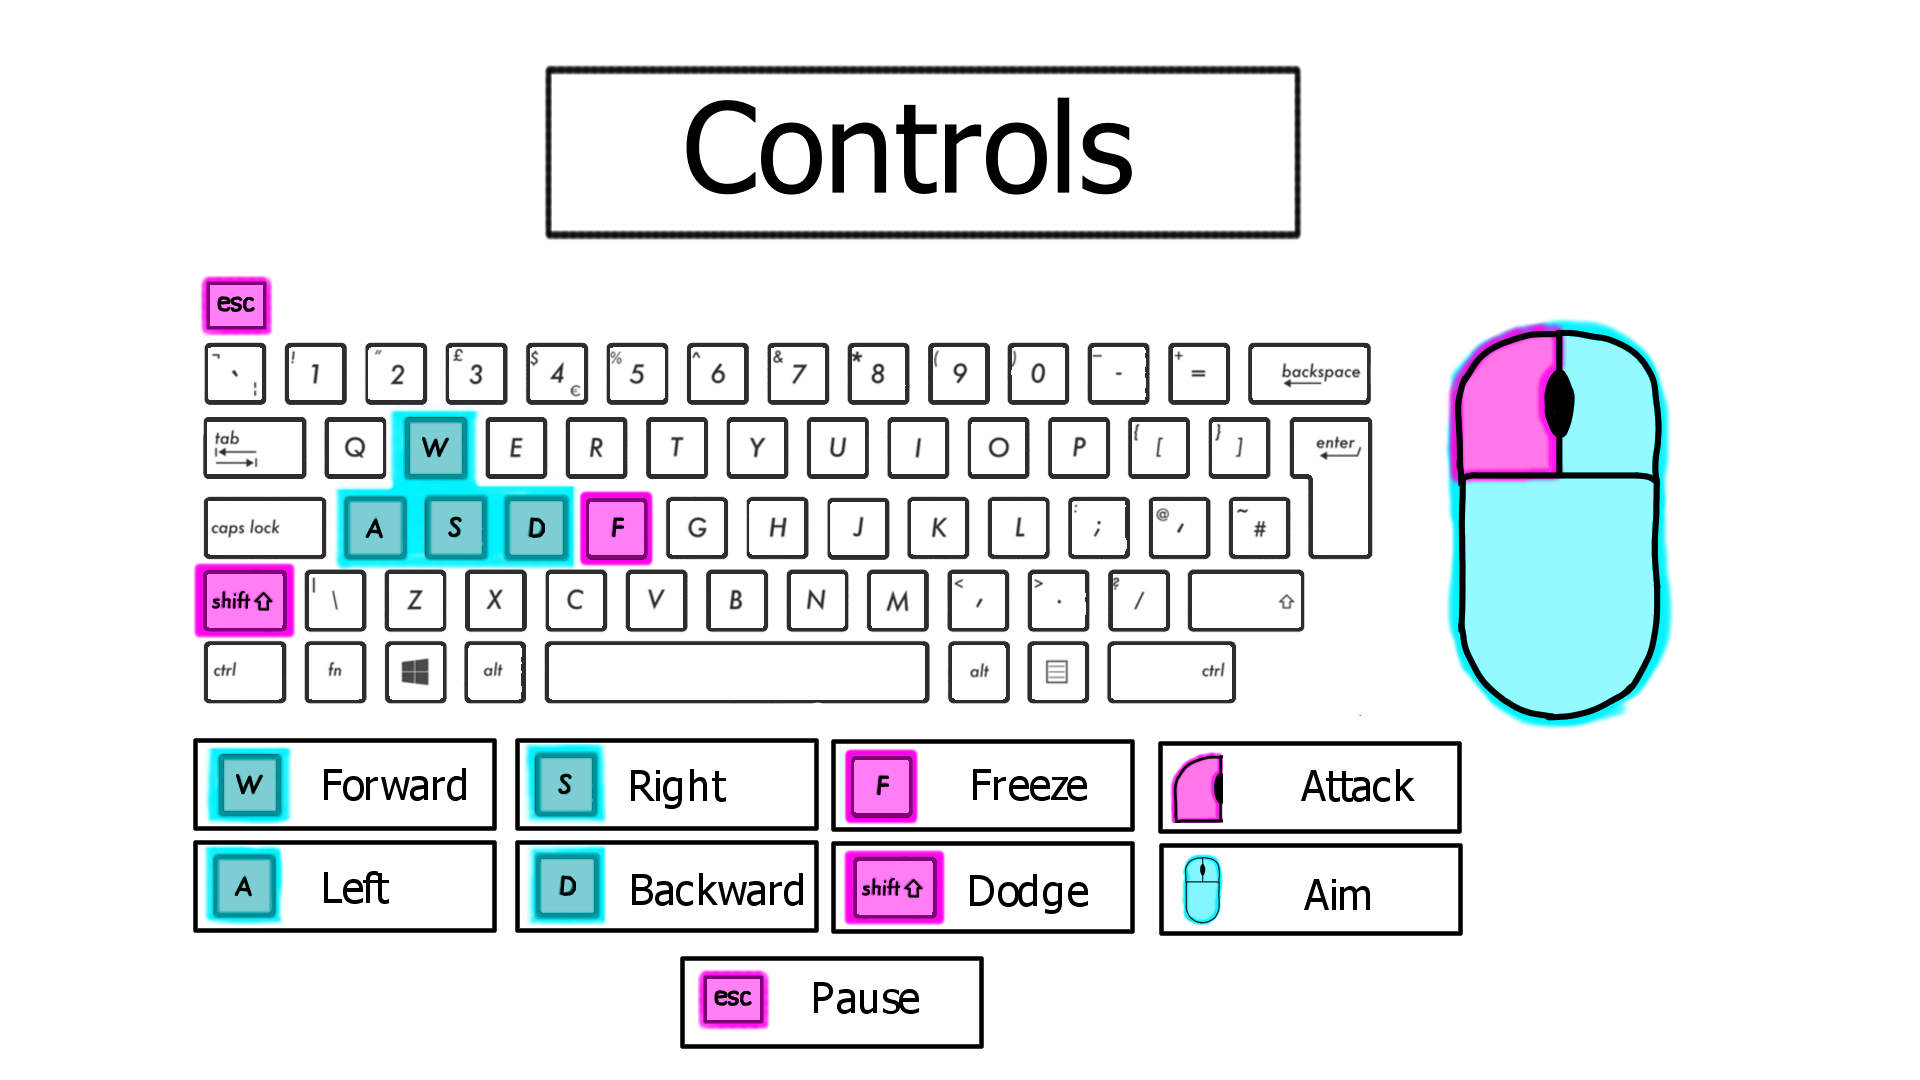 Controls
esc
¬ ` ¦ ! 1 " 2 £ 3 $ 4 € % 5 ^ 6 & 7 * 8 ( 9 ) 0 _ - + = backspace
tab Q W E R T Y U I O P { [ } ] enter
caps lock A S D F G H J K L : ; @ ' ~ #
shift | \ Z X C V B N M < , > . ? /
ctrl fn alt alt ctrl
W Forward S Right F Freeze Attack
A Left D Backward shift Dodge Aim
esc Pause